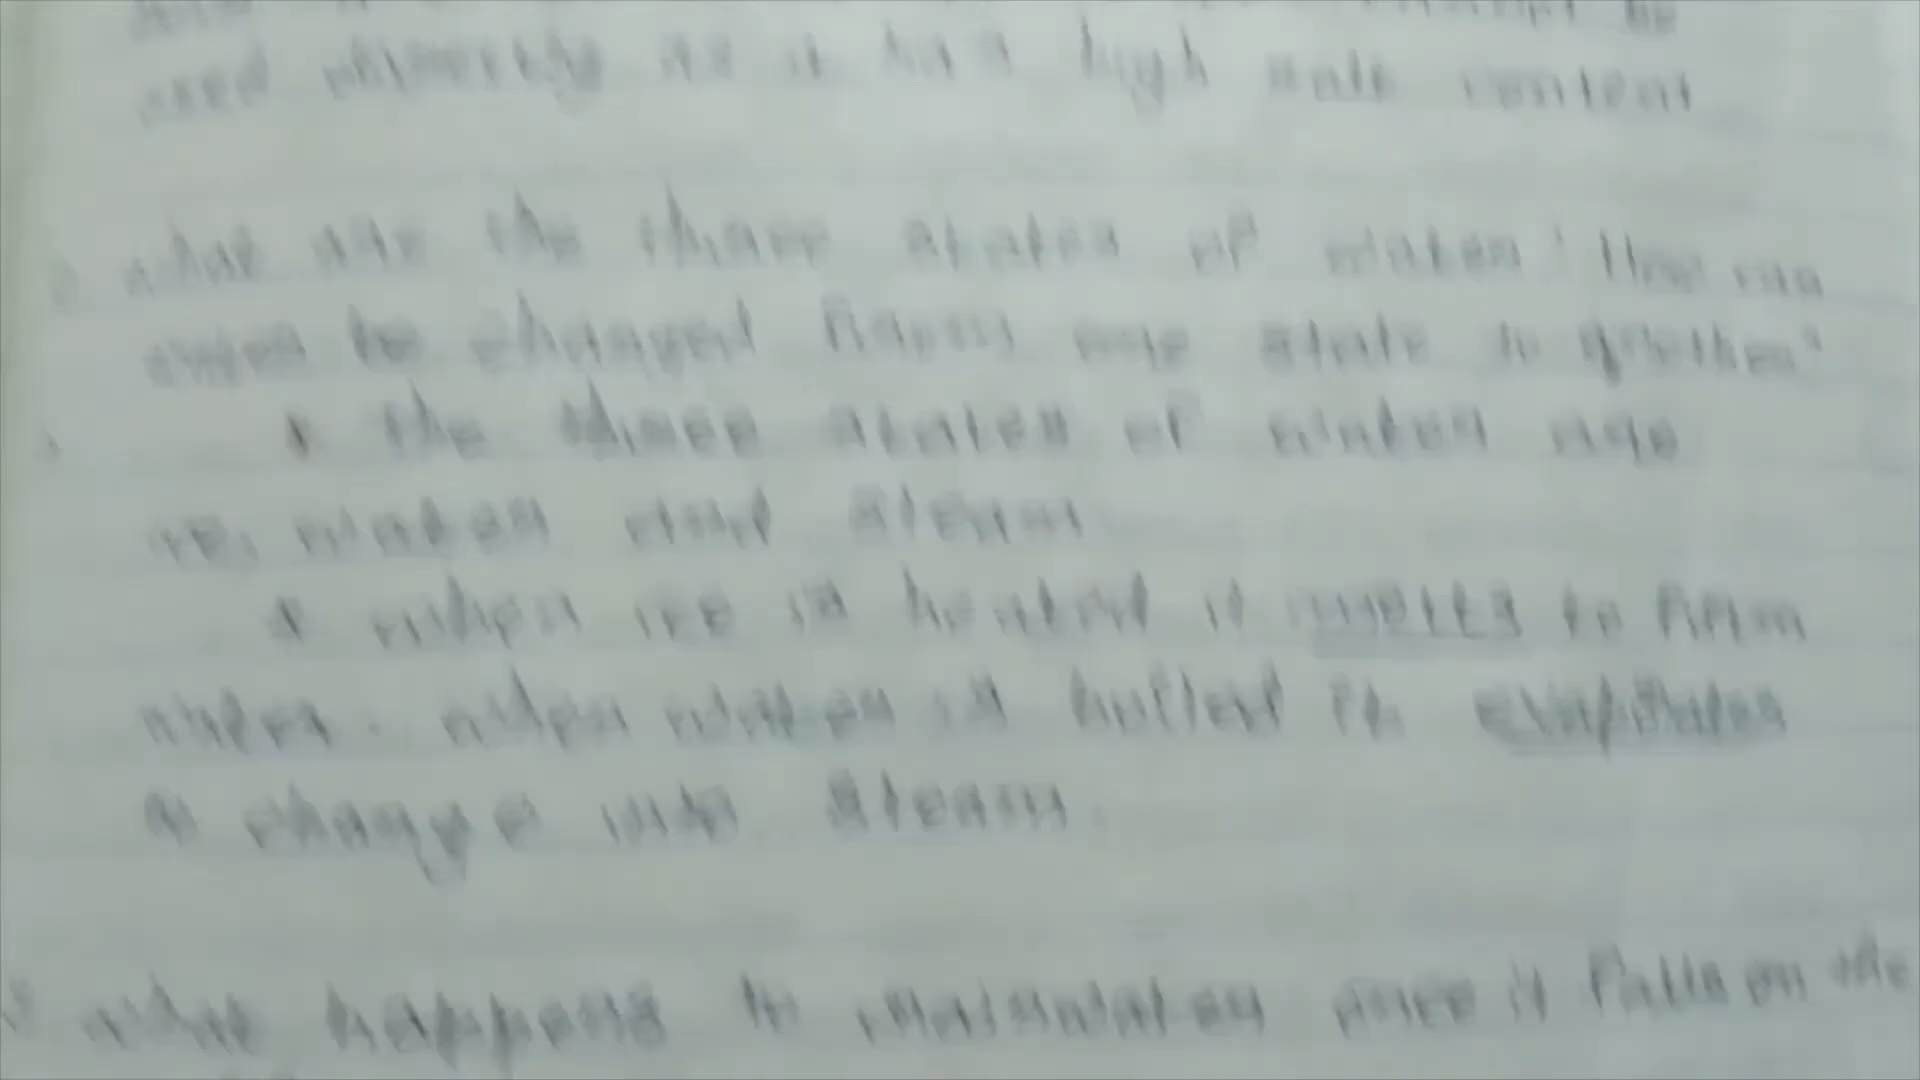 used directly as it has high salt content
what are the three states of water? How can
water be changed from one state to another?
the three states of water are
ice, water and steam
when ice is heated it melts to form
water. when water is boiled it evaporates
change into steam.
what happens to rainwater once it falls on the